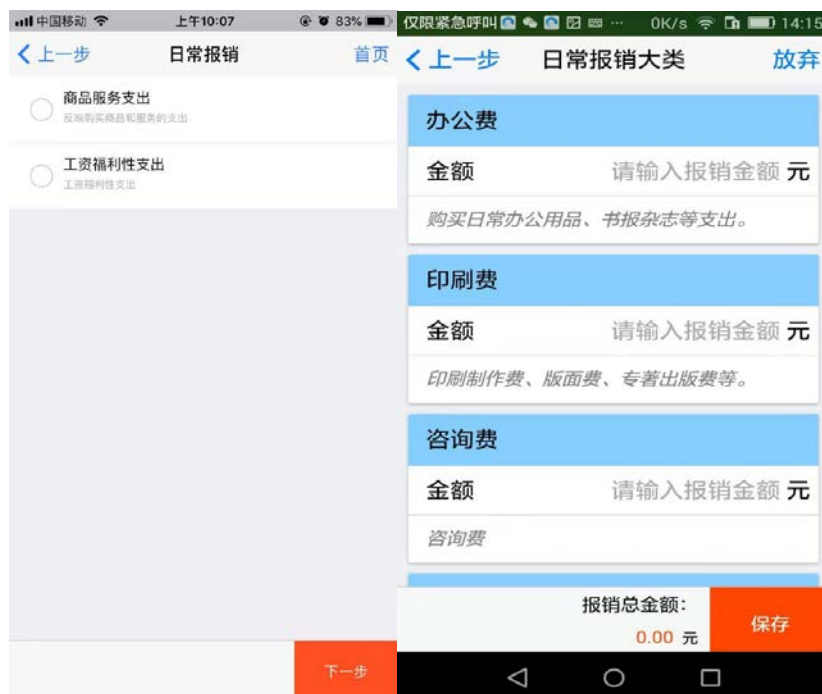 中国移动 上午10:07 83%
上一步 日常报销 首页
商品服务支出
反映购买商品和服务的支出
工资福利性支出
工资福利性支出
下一步
仅限紧急呼叫 ... 0K/s 14:15
上一步 日常报销大类 放弃
办公费
金额 请输入报销金额 元
购买日常办公用品、书报杂志等支出。
印刷费
金额 请输入报销金额 元
印刷制作费、版面费、专著出版费等。
咨询费
金额 请输入报销金额 元
咨询费
报销总金额:
0.00 元
保存